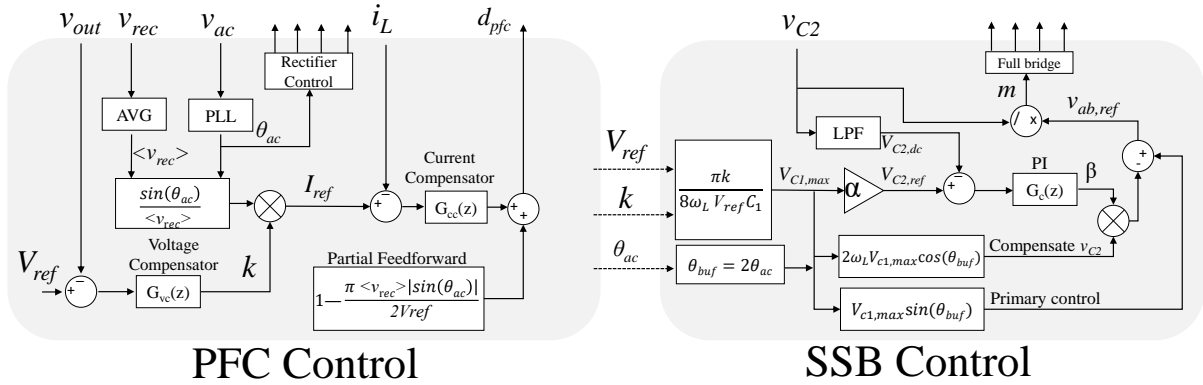 v_out v_rec v_ac i_L d_pfc
Rectifier
Control
AVG PLL
θ_ac
<v_rec>
sin(θ_ac)
<v_rec>
I_ref
Current
Compensator
G_cc(z)
+ −
+
+
Voltage
Compensator
V_ref
+ −
G_vc(z)
k
Partial Feedforward
1− π <v_rec>|sin(θ_ac)|
2Vref
PFC Control
v_C2
Full bridge
m
/ x
v_ab,ref
LPF
V_C2,dc
V_ref
k
θ_ac
πk
8ω_L V_ref C_1
V_C1,max
α
V_C2,ref
+ −
PI
G_c(z)
β
+
-
θ_buf = 2θ_ac
2ω_L V_c1,max cos(θ_buf)
Compensate v_C2
V_c1,max sin(θ_buf)
Primary control
SSB Control